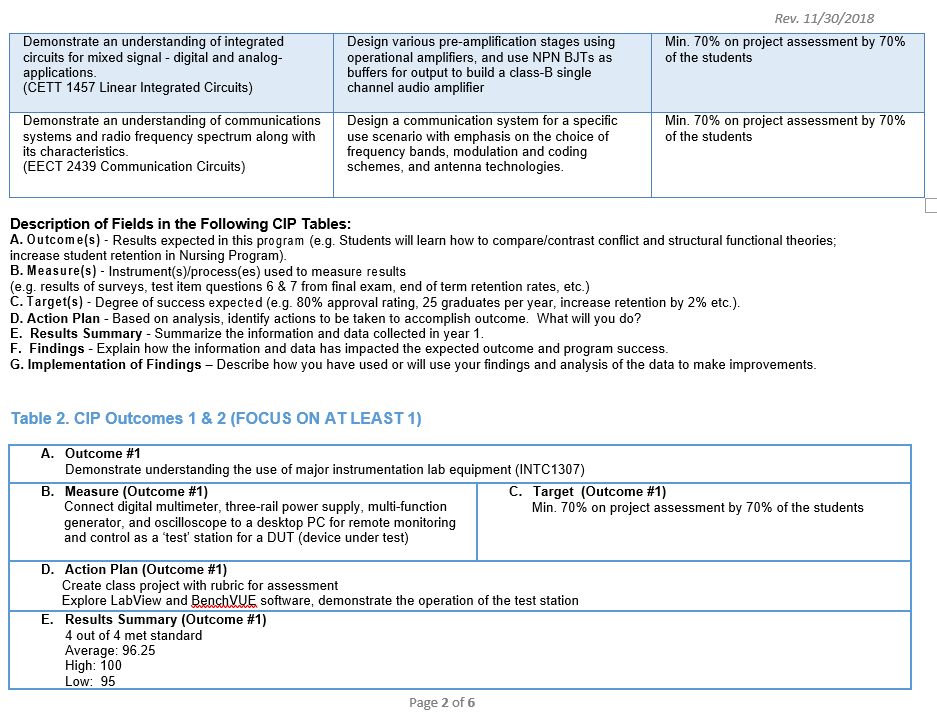 Rev. 11/30/2018
Demonstrate an understanding of integrated
circuits for mixed signal - digital and analog-
applications.
(CETT 1457 Linear Integrated Circuits)
Design various pre-amplification stages using
operational amplifiers, and use NPN BJTs as
buffers for output to build a class-B single
channel audio amplifier
Min. 70% on project assessment by 70%
of the students
Demonstrate an understanding of communications
systems and radio frequency spectrum along with
its characteristics.
(EECT 2439 Communication Circuits)
Design a communication system for a specific
use scenario with emphasis on the choice of
frequency bands, modulation and coding
schemes, and antenna technologies.
Min. 70% on project assessment by 70%
of the students
Description of Fields in the Following CIP Tables:
A. Outcome(s) - Results expected in this program (e.g. Students will learn how to compare/contrast conflict and structural functional theories;
increase student retention in Nursing Program).
B. Measure(s) - Instrument(s)/process(es) used to measure results
(e.g. results of surveys, test item questions 6 & 7 from final exam, end of term retention rates, etc.)
C. Target(s) - Degree of success expected (e.g. 80% approval rating, 25 graduates per year, increase retention by 2% etc.).
D. Action Plan - Based on analysis, identify actions to be taken to accomplish outcome. What will you do?
E. Results Summary - Summarize the information and data collected in year 1.
F. Findings - Explain how the information and data has impacted the expected outcome and program success.
G. Implementation of Findings – Describe how you have used or will use your findings and analysis of the data to make improvements.
Table 2. CIP Outcomes 1 & 2 (FOCUS ON AT LEAST 1)
A. Outcome #1
Demonstrate understanding the use of major instrumentation lab equipment (INTC1307)
B. Measure (Outcome #1)
Connect digital multimeter, three-rail power supply, multi-function
generator, and oscilloscope to a desktop PC for remote monitoring
and control as a ‘test’ station for a DUT (device under test)
C. Target (Outcome #1)
Min. 70% on project assessment by 70% of the students
D. Action Plan (Outcome #1)
Create class project with rubric for assessment
Explore LabView and BenchVUE software, demonstrate the operation of the test station
E. Results Summary (Outcome #1)
4 out of 4 met standard
Average: 96.25
High: 100
Low: 95
Page 2 of 6